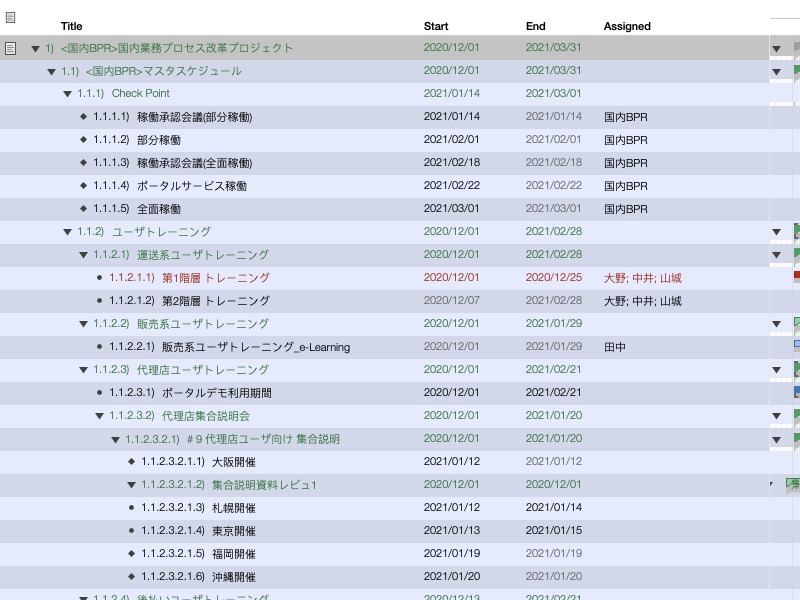 Title Start End Assigned
1) <国内BPR>国内業務プロセス改革プロジェクト 2020/12/01 2021/03/31
1.1) <国内BPR>マスタスケジュール 2020/12/01 2021/03/31
1.1.1) Check Point 2021/01/14 2021/03/01
1.1.1.1) 稼働承認会議(部分稼働) 2021/01/14 2021/01/14 国内BPR
1.1.1.2) 部分稼働 2021/02/01 2021/02/01 国内BPR
1.1.1.3) 稼働承認会議(全面稼働) 2021/02/18 2021/02/18 国内BPR
1.1.1.4) ポータルサービス稼働 2021/02/22 2021/02/22 国内BPR
1.1.1.5) 全面稼働 2021/03/01 2021/03/01 国内BPR
1.1.2) ユーザトレーニング 2020/12/01 2021/02/28
1.1.2.1) 運送系ユーザトレーニング 2020/12/01 2021/02/28
1.1.2.1.1) 第1階層 トレーニング 2020/12/01 2020/12/25 大野; 中井; 山城
1.1.2.1.2) 第2階層 トレーニング 2020/12/07 2021/02/28 大野; 中井; 山城
1.1.2.2) 販売系ユーザトレーニング 2020/12/01 2021/01/29
1.1.2.2.1) 販売系ユーザトレーニング_e-Learning 2020/12/01 2021/01/29 田中
1.1.2.3) 代理店ユーザトレーニング 2020/12/01 2021/02/21
1.1.2.3.1) ポータルデモ利用期間 2020/12/01 2021/02/21
1.1.2.3.2) 代理店集合説明会 2020/12/01 2021/01/20
1.1.2.3.2.1) #９代理店ユーザ向け 集合説明 2020/12/01 2021/01/20
1.1.2.3.2.1.1) 大阪開催 2021/01/12 2021/01/12
1.1.2.3.2.1.2) 集合説明資料レビュ1 2020/12/01 2020/12/01 集
1.1.2.3.2.1.3) 札幌開催 2021/01/12 2021/01/14
1.1.2.3.2.1.4) 東京開催 2021/01/13 2021/01/15
1.1.2.3.2.1.5) 福岡開催 2021/01/19 2021/01/19
1.1.2.3.2.1.6) 沖縄開催 2021/01/20 2021/01/20
1.1.2.4) 後払いユーザトレーニング 2020/12/13 2021/02/21